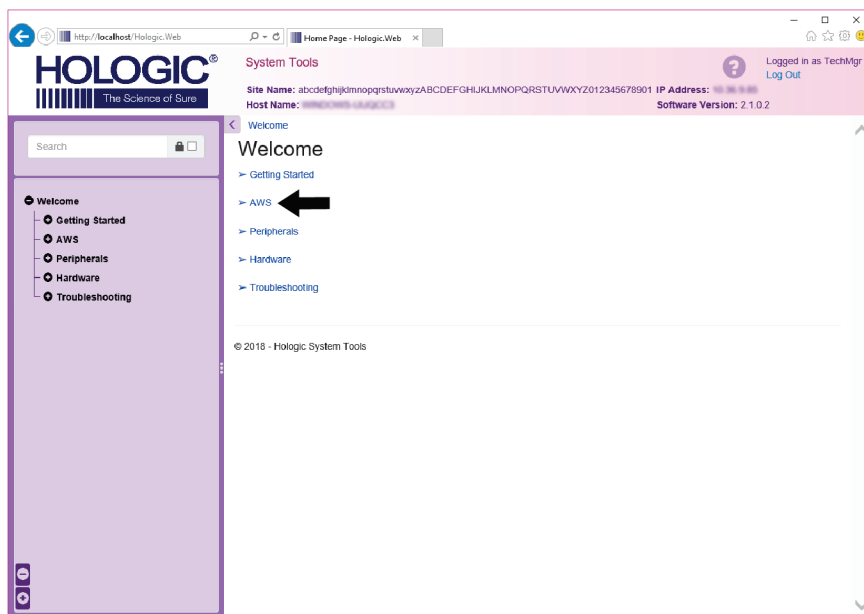 http://localhost/Hologic.Web
Home Page - Hologic.Web
HOLOGIC®
The Science of Sure
System Tools
Logged in as TechMgr
Log Out
Site Name: abcdefghijklmnopqrstuvwxyzABCDEFGHIJKLMNOPQRSTUVWXYZ012345678901 IP Address:
Host Name:
Software Version: 2.1.0.2
Search
Welcome
Getting Started
AWS
Peripherals
Hardware
Troubleshooting
Welcome
Welcome
➢ Getting Started
➢ AWS
➢ Peripherals
➢ Hardware
➢ Troubleshooting
© 2018 - Hologic System Tools